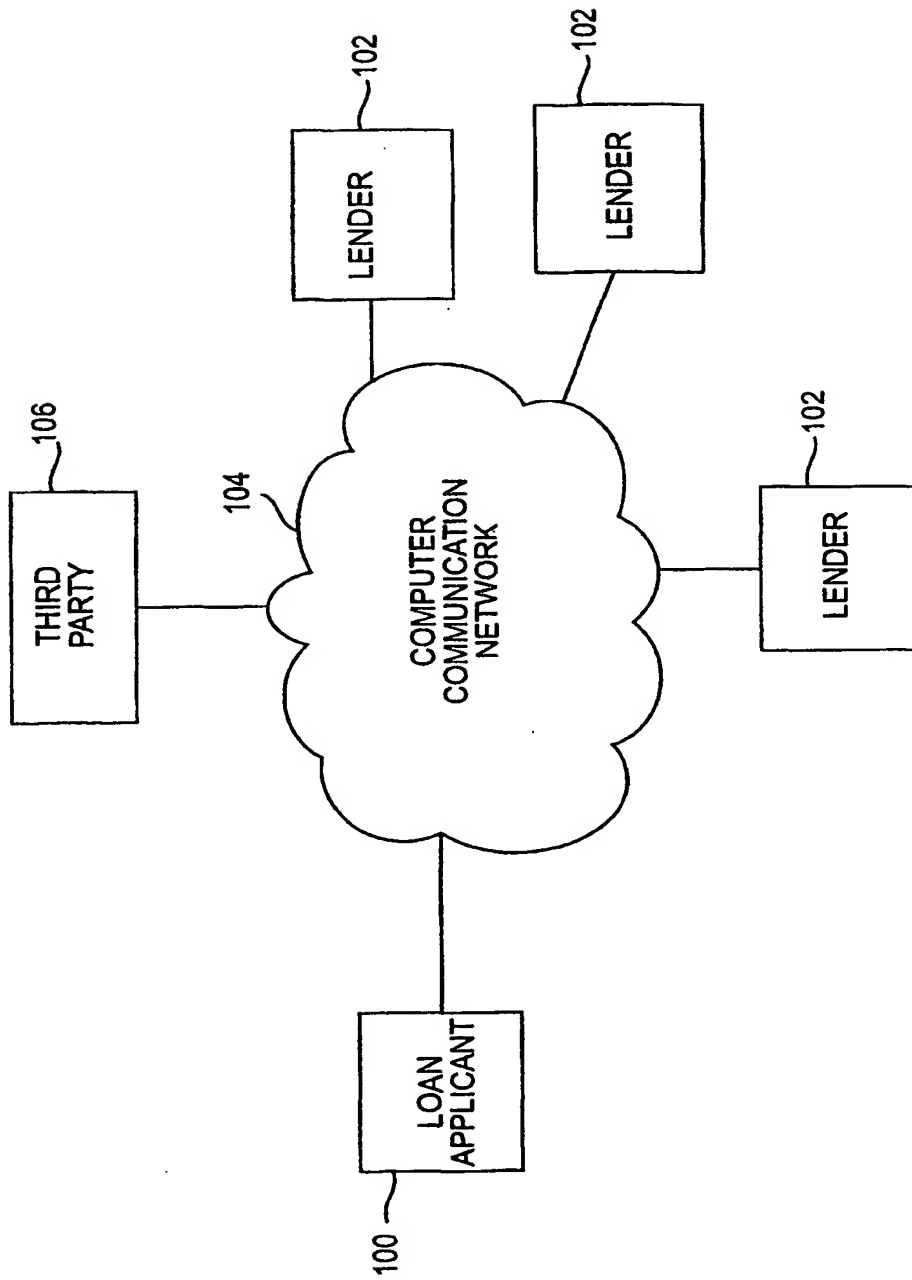 THIRD
PARTY
106
104
LENDER
102
LENDER
102
COMPUTER
COMMUNICATION
NETWORK
LENDER
102
LOAN
APPLICANT
100